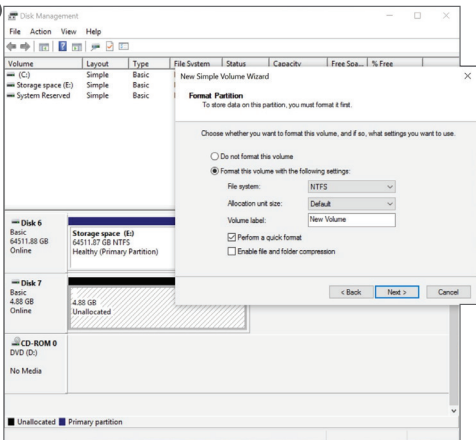 Disk Management
File Action View Help
Volume Layout Type File System Status Capacity Free Spa... % Free
(C:) Simple Basic
Storage space (E:) Simple Basic
System Reserved Simple Basic
New Simple Volume Wizard
Format Partition
To store data on this partition, you must format it first.
Choose whether you want to format this volume, and if so, what settings you want to use.
Do not format this volume
Format this volume with the following settings:
File system: NTFS
Allocation unit size: Default
Volume label: New Volume
Perform a quick format
Enable file and folder compression
< Back Next > Cancel
Disk 6
Basic
64511.88 GB
Online
Storage space (E:)
64511.87 GB NTFS
Healthy (Primary Partition)
Disk 7
Basic
4.88 GB
Online
4.88 GB
Unallocated
CD-ROM 0
DVD (D:)
No Media
Unallocated Primary partition